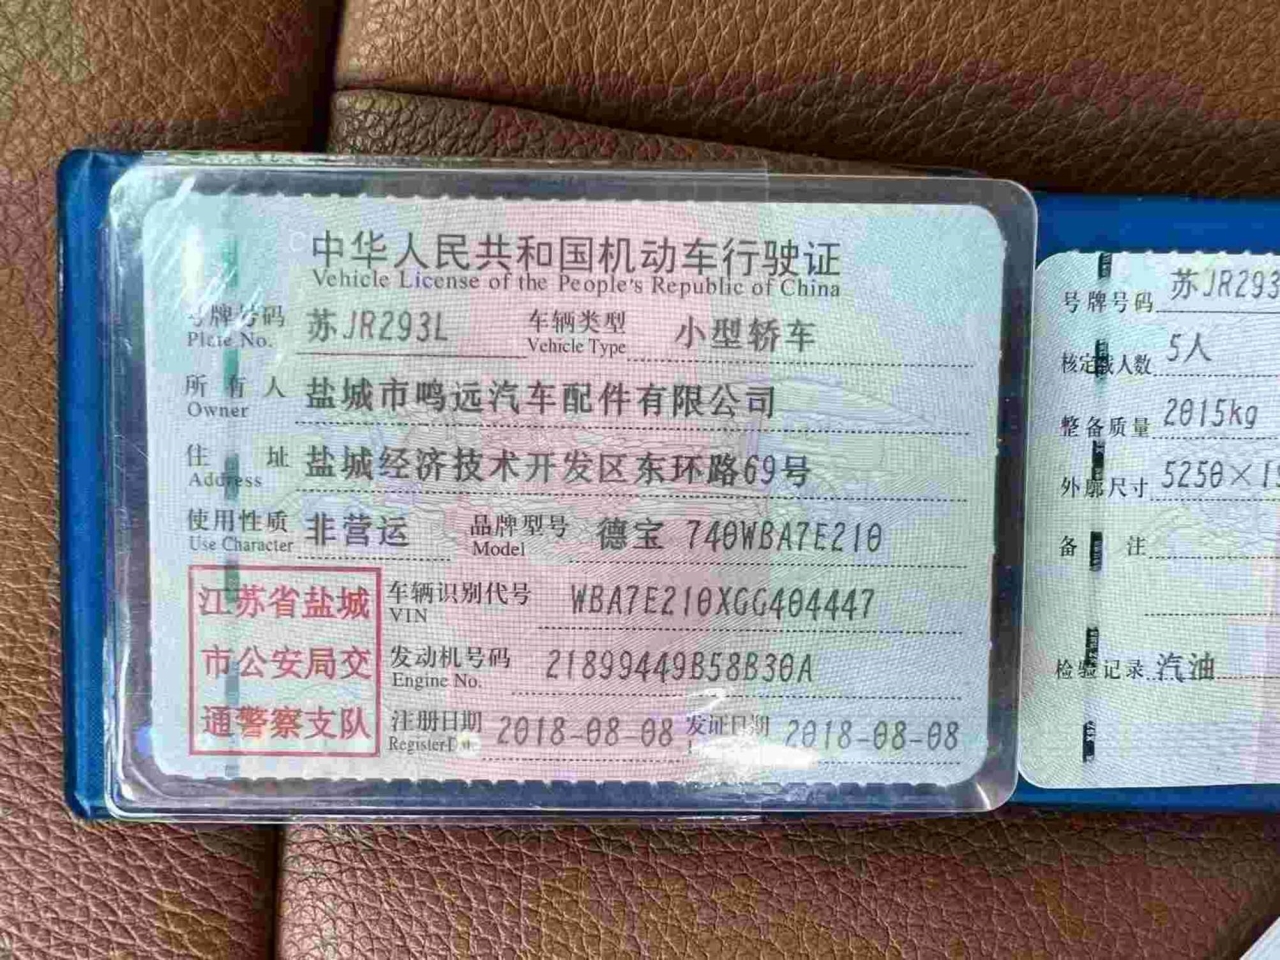 中华人民共和国机动车行驶证
Vehicle License of the People's Republic of China
号牌号码 苏JR293L 车辆类型 小型轿车
Plate No. Vehicle Type
所有人 盐城市鸣远汽车配件有限公司
Owner
住址 盐城经济技术开发区东环路69号
Address
使用性质 非营运 品牌型号 德宝 740WBA7E210
Use Character Model
车辆识别代号 WBA7E210XGG404447
VIN
发动机号码 21899449B58B30A
Engine No.
注册日期 2018-08-08 发证日期 2018-08-08
Register
江苏省盐城
市公安局交
通警察支队
号牌号码 苏JR293
核定载人数 5人
整备质量 2015kg
外廓尺寸 5250×
备注
检验记录 汽油